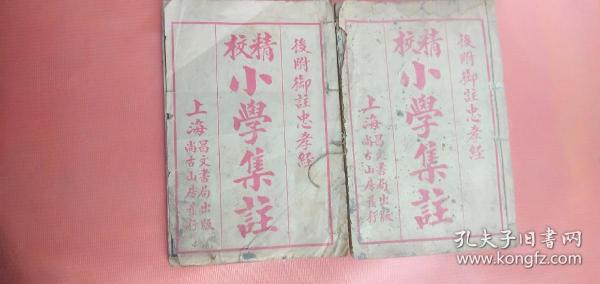 後附御註忠孝經
精校
小學集註
上海
昌文書局出版
尚古山房發行
後附御註忠孝經
精校
小學集註
上海
昌文書局出版
尚古山房發行
孔夫子旧书网
www.kongfz.com